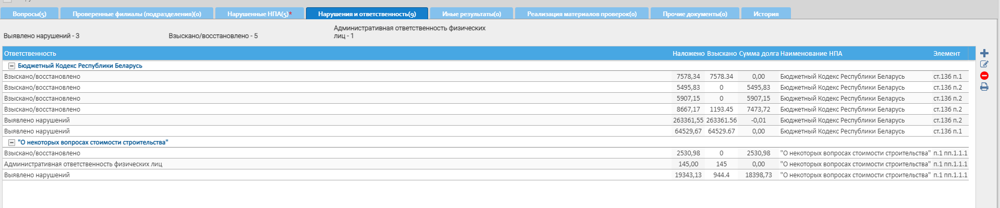 Вопросы(5) Проверенные филиалы (подразделения)(0) Нарушенные НПА(5)* Нарушения и ответственность(9) Иные результаты(0) Реализация материалов проверок(0) Прочие документы(0) История
Административная ответственность физических
Выявлено нарушений - 3 Взыскано/восстановлено - 5 лиц - 1
Ответственность Наложено Взыскано Сумма долга Наименование НПА Элемент
Бюджетный Кодекс Республики Беларусь
Взыскано/восстановлено 7578,34 7578.34 0,00 Бюджетный Кодекс Республики Беларусь ст.136 п.1
Взыскано/восстановлено 5495,83 0 5495,83 Бюджетный Кодекс Республики Беларусь ст.136 п.2
Взыскано/восстановлено 5907,15 0 5907,15 Бюджетный Кодекс Республики Беларусь ст.136 п.2
Взыскано/восстановлено 8667,17 1193.45 7473,72 Бюджетный Кодекс Республики Беларусь ст.136 п.2
Выявлено нарушений 263361,55 263361.56 -0,01 Бюджетный Кодекс Республики Беларусь ст.136 п.2
Выявлено нарушений 64529,67 64529.67 0,00 Бюджетный Кодекс Республики Беларусь ст.136 п.1
"О некоторых вопросах стоимости строительства"
Взыскано/восстановлено 2530,98 0 2530,98 "О некоторых вопросах стоимости строительства" п.1 пп.1.1.1
Административная ответственность физических лиц 145,00 145 0,00 "О некоторых вопросах стоимости строительства" п.1 пп.1.1.1
Выявлено нарушений 19343,13 944.4 18398,73 "О некоторых вопросах стоимости строительства" п.1 пп.1.1.1